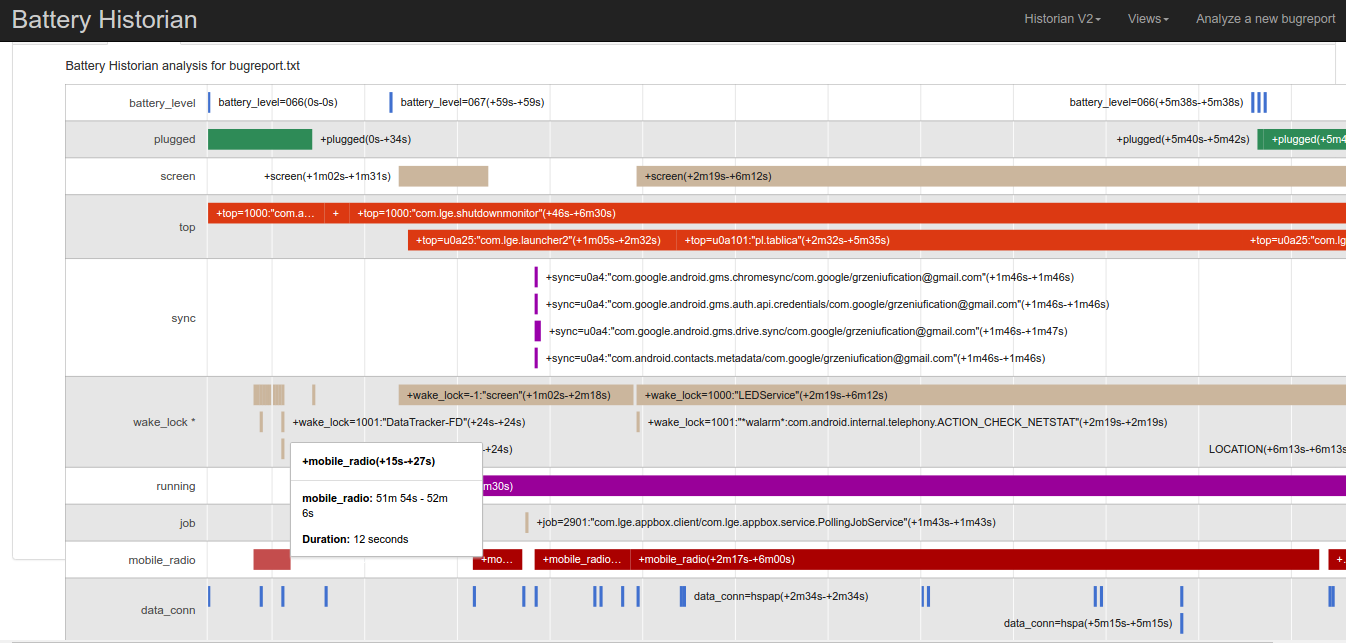 Battery Historian
Historian V2 Views Analyze a new bugreport
Battery Historian analysis for bugreport.txt
battery_level battery_level=066(0s-0s) battery_level=067(+59s-+59s) battery_level=066(+5m38s-+5m38s)
plugged +plugged(0s-+34s) +plugged(+5m40s-+5m42s) +plugged(+5m4
screen +screen(+1m02s-+1m31s) +screen(+2m19s-+6m12s)
+top=1000:"com.a... + +top=1000:"com.lge.shutdownmonitor"(+46s-+6m30s)
top
+top=u0a25:"com.lge.launcher2"(+1m05s-+2m32s) +top=u0a101:"pl.tablica"(+2m32s-+5m35s) +top=u0a25:"com.lg
+sync=u0a4:"com.google.android.gms.chromesync/com.google/grzeniufication@gmail.com"(+1m46s-+1m46s)
+sync=u0a4:"com.google.android.gms.auth.api.credentials/com.google/grzeniufication@gmail.com"(+1m46s-+1m46s)
sync
+sync=u0a4:"com.google.android.gms.drive.sync/com.google/grzeniufication@gmail.com"(+1m46s-+1m47s)
+sync=u0a4:"com.android.contacts.metadata/com.google/grzeniufication@gmail.com"(+1m46s-+1m46s)
+wake_lock=-1:"screen"(+1m02s-+2m18s) +wake_lock=1000:"LEDService"(+2m19s-+6m12s)
wake_lock * +wake_lock=1001:"DataTracker-FD"(+24s-+24s) +wake_lock=1001:"*walarm*:com.android.internal.telephony.ACTION_CHECK_NETSTAT"(+2m19s-+2m19s)
-+24s) LOCATION(+6m13s-+6m13s
+mobile_radio(+15s-+27s)
running m30s)
mobile_radio: 51m 54s - 52m
6s
job +job=2901:"com.lge.appbox.client/com.lge.appbox.service.PollingJobService"(+1m43s-+1m43s)
Duration: 12 seconds
mobile_radio +mo... +mobile_radio... +mobile_radio(+2m17s-+6m00s) +.
data_conn=hspap(+2m34s-+2m34s)
data_conn
data_conn=hspa(+5m15s-+5m15s)